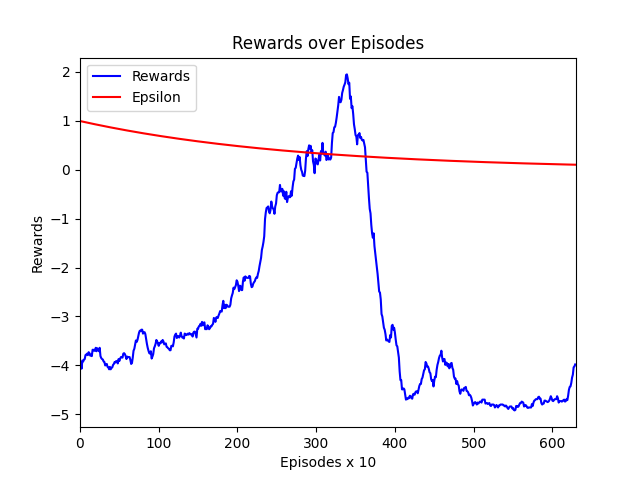 Rewards over Episodes
Rewards
Epsilon
2
1
0
−1
−2
−3
−4
−5
Rewards
0 100 200 300 400 500 600
Episodes x 10